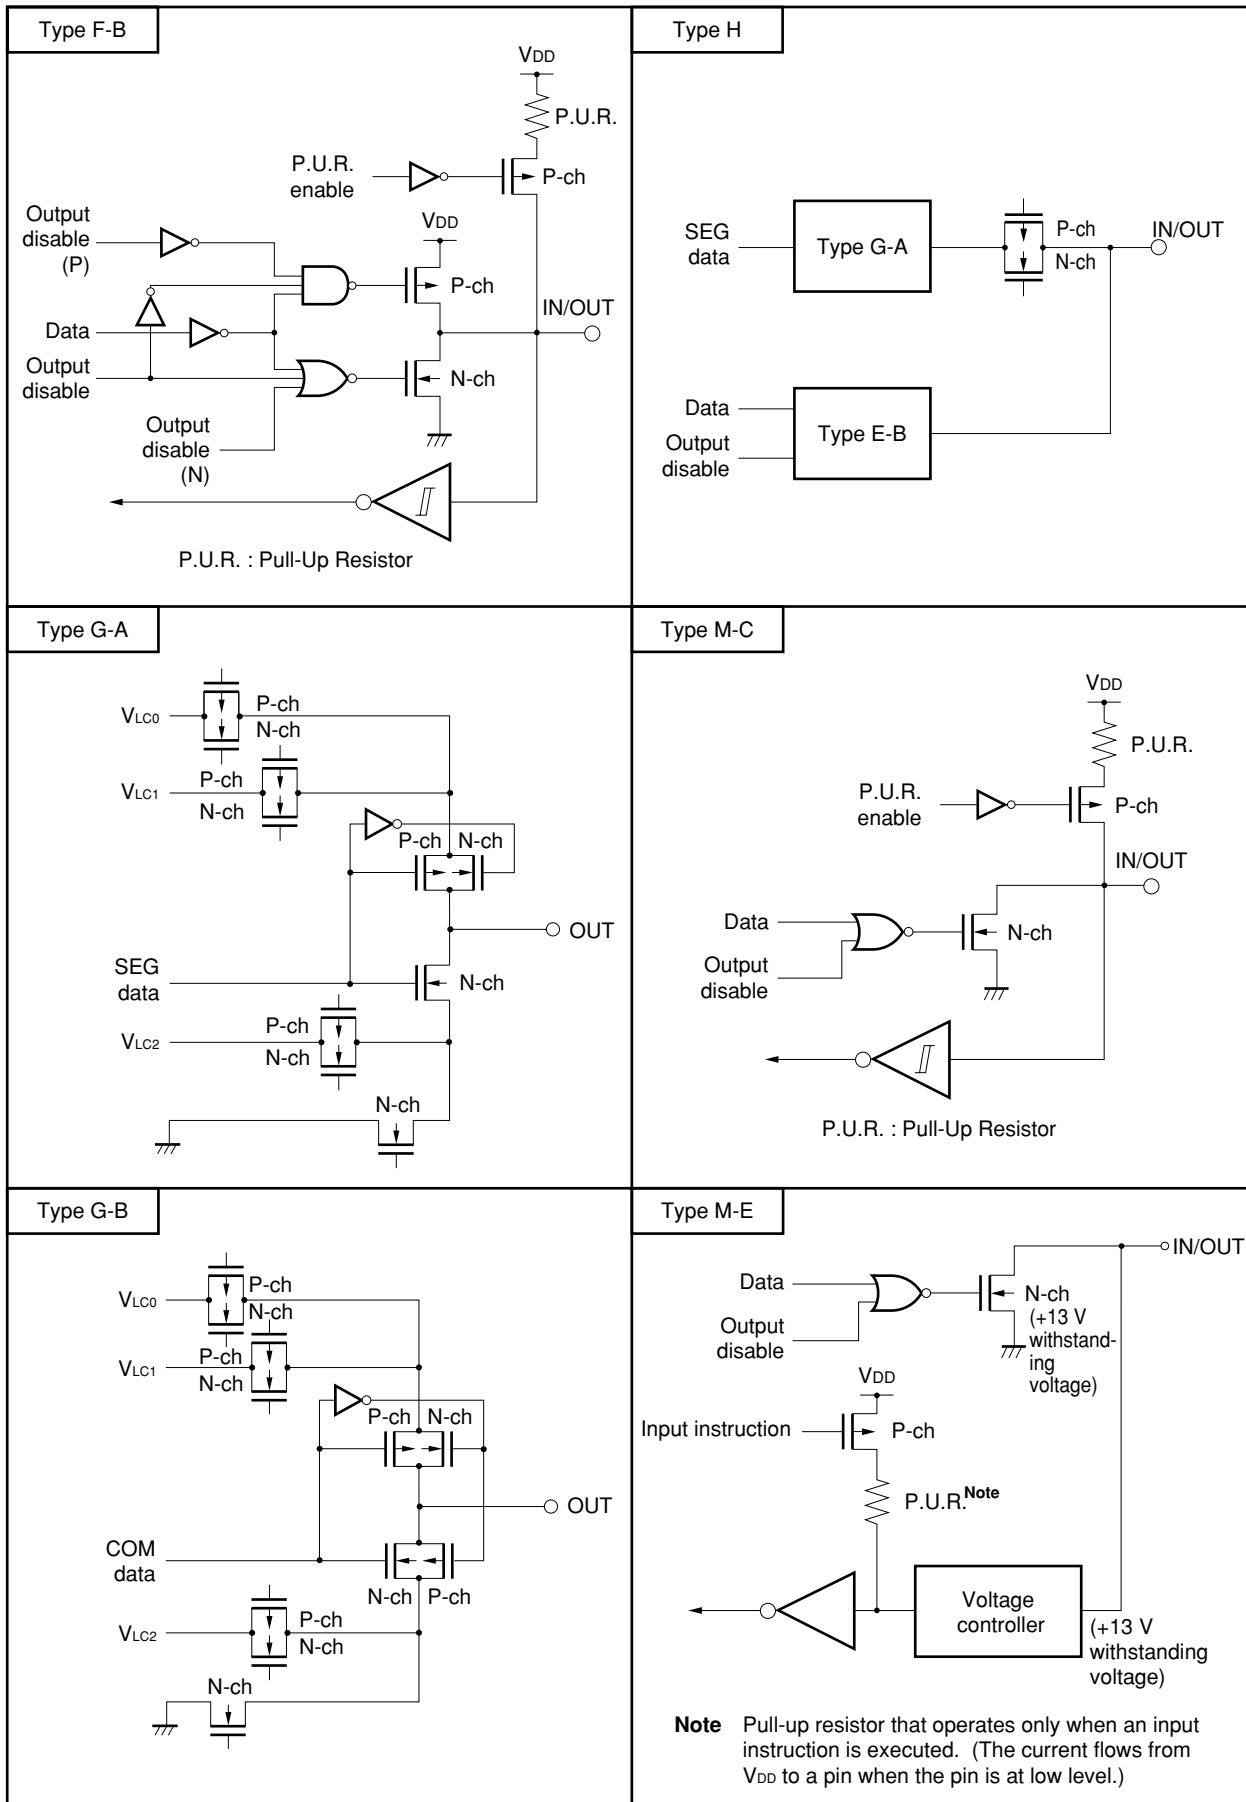 Type F-B
VDD
P.U.R.
P.U.R.
enable
P-ch
Output
disable
(P)
VDD
P-ch
IN/OUT
Data
Output
disable
N-ch
Output
disable
(N)
P.U.R. : Pull-Up Resistor
Type H
SEG
data
Type G-A
P-ch
N-ch
IN/OUT
Data
Output
disable
Type E-B
Type G-A
VLC0
P-ch
N-ch
VLC1
P-ch
N-ch
P-ch
N-ch
OUT
SEG
data
N-ch
VLC2
P-ch
N-ch
N-ch
Type M-C
VDD
P.U.R.
P.U.R.
enable
P-ch
IN/OUT
Data
Output
disable
N-ch
P.U.R. : Pull-Up Resistor
Type G-B
VLC0
P-ch
N-ch
VLC1
P-ch
N-ch
P-ch
N-ch
OUT
COM
data
N-ch
P-ch
VLC2
P-ch
N-ch
N-ch
Type M-E
IN/OUT
Data
Output
disable
N-ch
(+13 V
withstand-
ing
voltage)
VDD
Input instruction
P-ch
P.U.R.Note
Voltage
controller
(+13 V
withstanding
voltage)
Note Pull-up resistor that operates only when an input
instruction is executed. (The current flows from
VDD to a pin when the pin is at low level.)